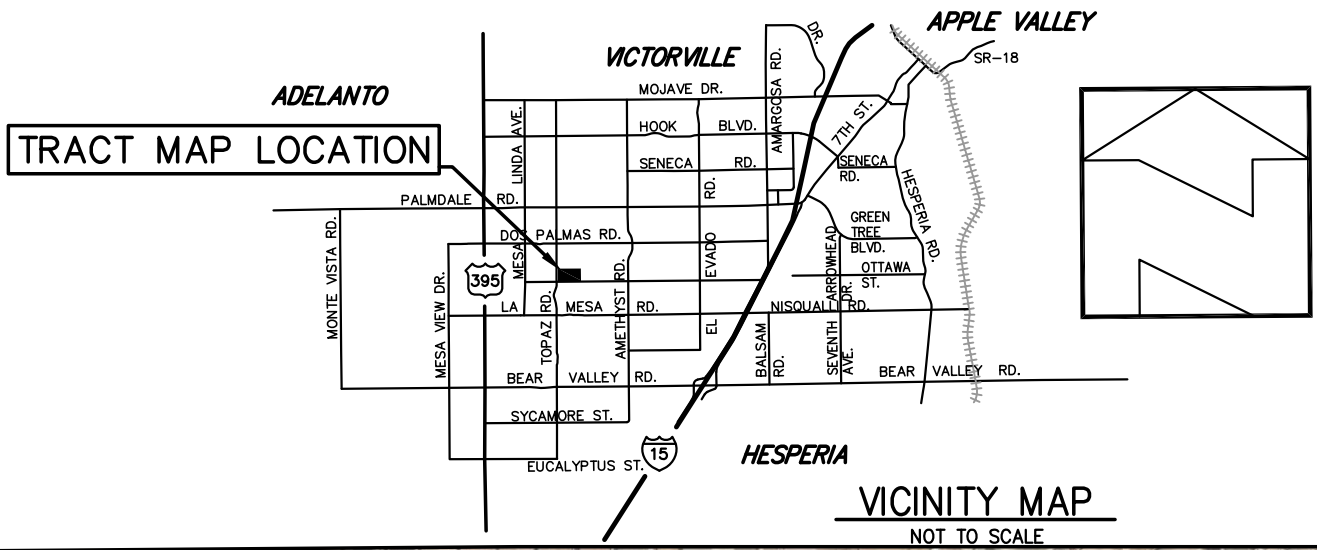 APPLE VALLEY
VICTORVILLE
DR.
SR-18
ADELANTO
MOJAVE DR.
AMARGOSA RD.
LINDA AVE.
HOOK BLVD.
7TH ST.
TRACT MAP LOCATION
SENECA RD.
SENECA
RD.
HESPERIA RD.
PALMDALE RD.
MONTE VISTA RD.
DOS PALMAS RD.
GREEN
TREE
BLVD.
MESA
EL EVADO RD.
395
OTTAWA
ST.
ARROWHEAD
DR.
MESA VIEW DR.
LA MESA RD.
NISQUALLI RD.
TOPAZ RD.
AMETHYST RD.
BALSAM
RD.
SEVENTH
AVE.
BEAR VALLEY RD.
BEAR VALLEY RD.
SYCAMORE ST.
15
EUCALYPTUS ST.
HESPERIA
VICINITY MAP
NOT TO SCALE